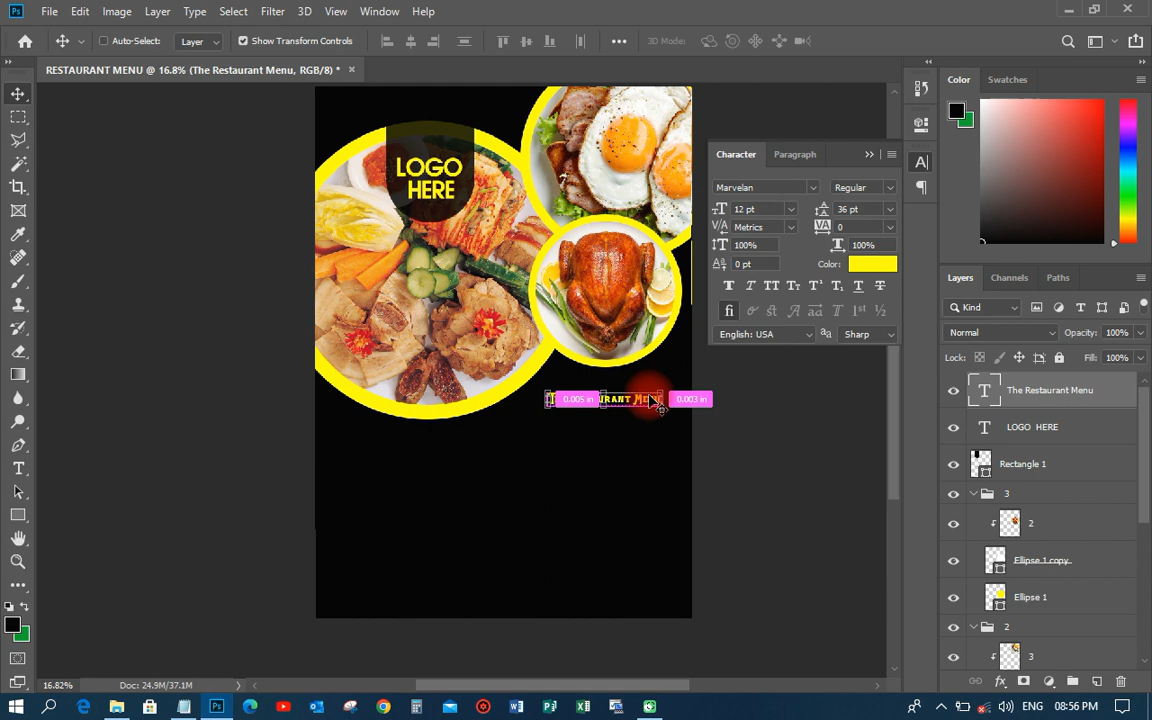 Ps File Edit Image Layer Type Select Filter 3D View Window Help
Auto-Select: Layer Show Transform Controls 3D Mode:
RESTAURANT MENU @ 16.8% (The Restaurant Menu, RGB/8) *
Color Swatches
LOGO
HERE
Character Paragraph
Marvelan Regular
12 pt 36 pt
Metrics 0
100% 100%
0 pt Color:
fi
English: USA aa Sharp
0.005 in 0.003 in
Layers Channels Paths
Kind
Normal Opacity: 100%
Lock: Fill: 100%
The Restaurant Menu
LOGO HERE
Rectangle 1
3
2
Ellipse 1 copy
Ellipse 1
2
3
16.82% Doc: 24.9M/37.1M
ENG 08:56 PM